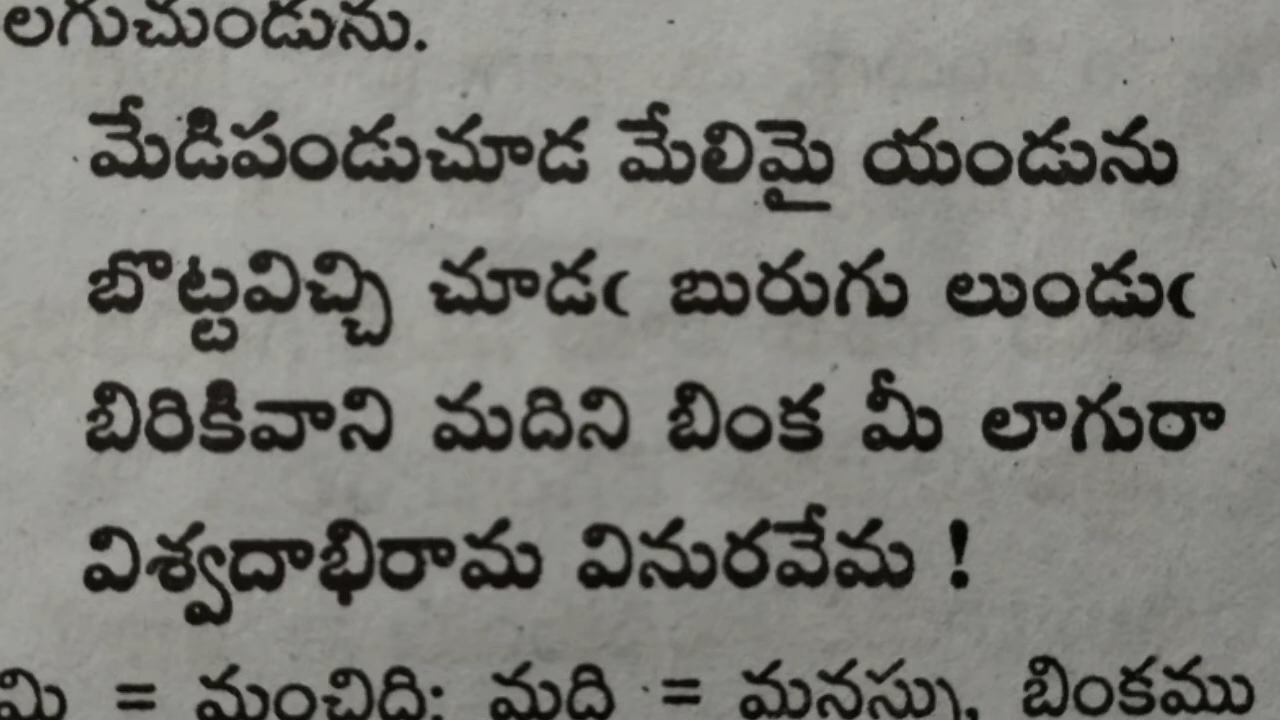 లగుచుండును.
మేడిపండుచూడ మేలిమై యండును
బొట్టవిచ్చి చూడఁ బురుగు లుండుఁ
బిరికివాని మదిని బింక మీ లాగురా
విశ్వదాభిరామ వినురవేమ !
మి = మంచిది; మది = మనస్సు, బింకము